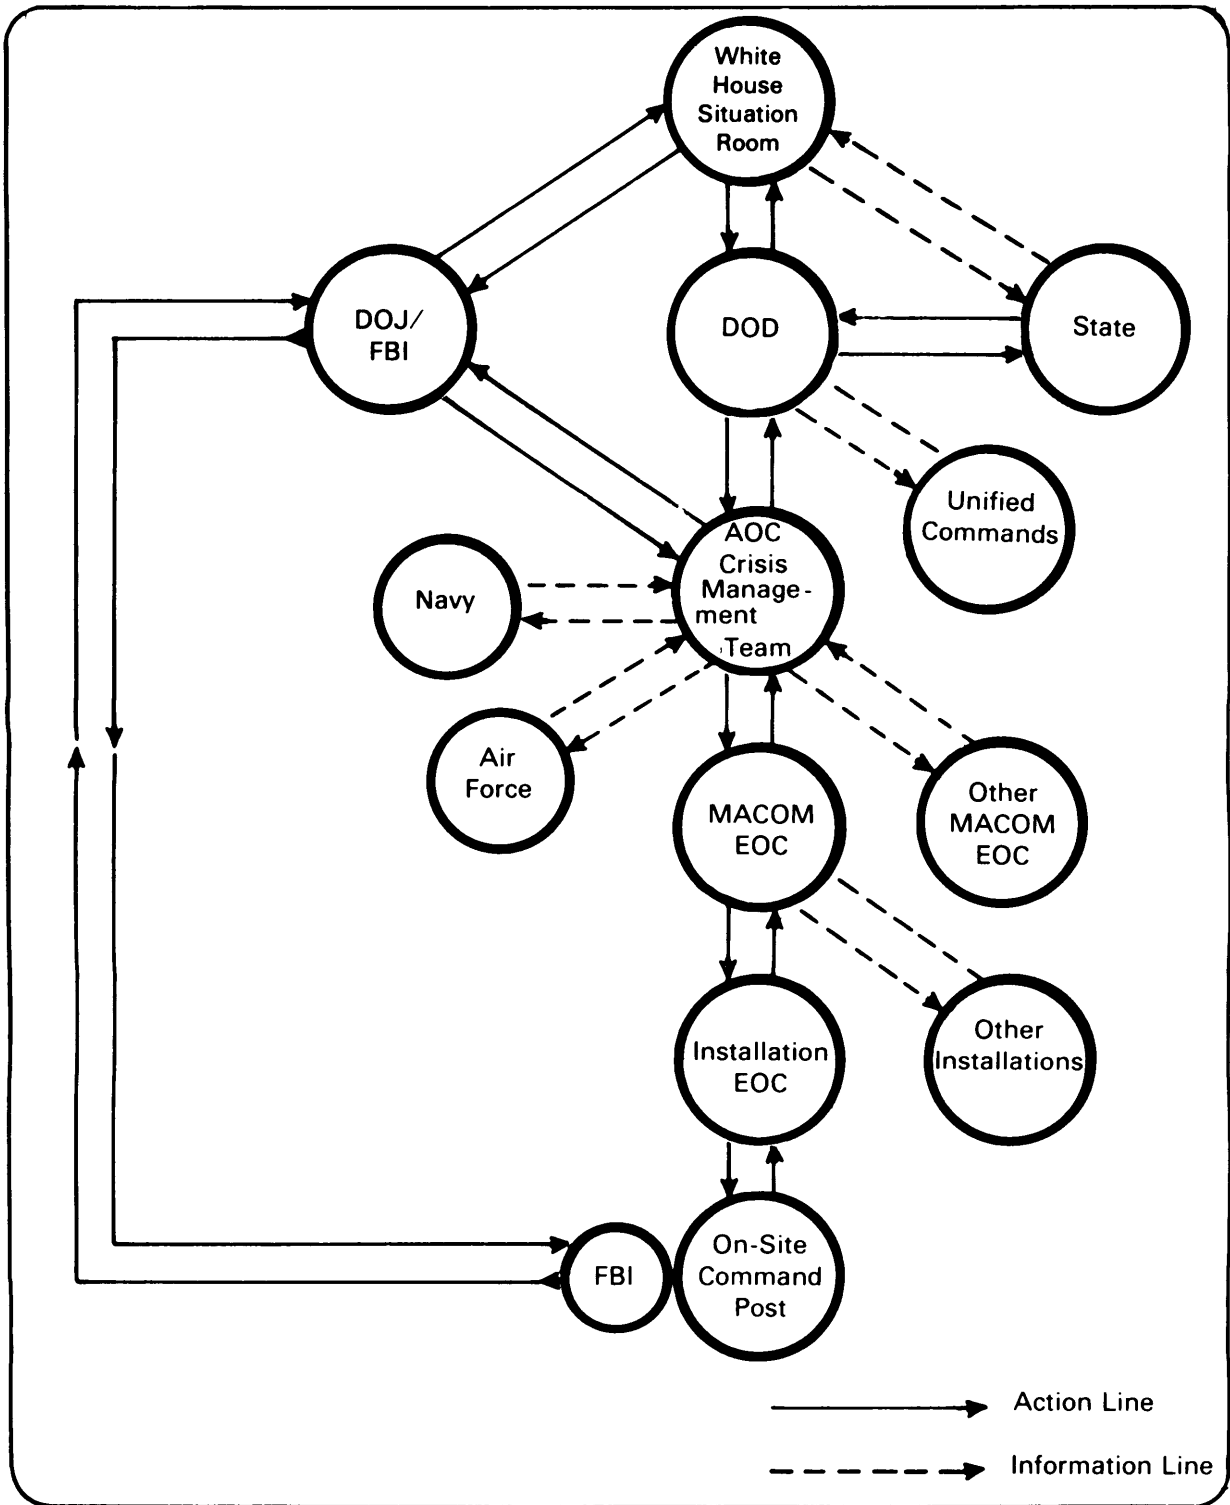 White
House
Situation
Room
DOJ/
FBI
DOD
State
Unified
Commands
AOC
Crisis
Manage-
ment
Team
Navy
Air
Force
MACOM
EOC
Other
MACOM
EOC
Installation
EOC
Other
Installations
FBI
On-Site
Command
Post
Action Line
Information Line